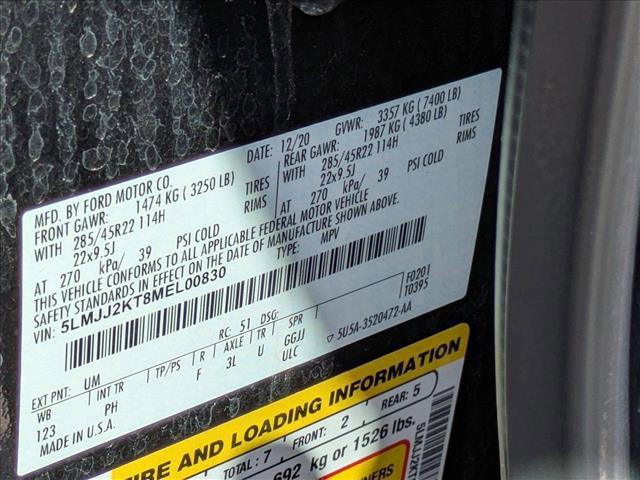 MFD. BY FORD MOTOR CO.
DATE: 12/20 GVWR: 3357 KG ( 7400 LB)
FRONT GAWR: 1474 KG ( 3250 LB)
REAR GAWR: 1987 KG ( 4380 LB)
WITH 285/45R22 114H TIRES
WITH 285/45R22 114H TIRES
22x9.5J RIMS
22x9.5J RIMS
AT 270 kPa/ 39 PSI COLD
AT 270 kPa/ 39 PSI COLD
THIS VEHICLE CONFORMS TO ALL APPLICABLE FEDERAL MOTOR VEHICLE
SAFETY STANDARDS IN EFFECT ON THE DATE OF MANUFACTURE SHOWN ABOVE.
VIN: 5LMJJ2KT8MEL00830 TYPE: MPV
F0201
T0395
EXT PNT: UM RC: 51 DSG:
WB INT TR TP/PS R AXLE TR SPR
123 PH F 3L U GGJJ
ULC
5U5A-3520472-AA
MADE IN U.S.A.
TIRE AND LOADING INFORMATION
TOTAL: 7 FRONT: 2 REAR: 5
692 kg or 1526 lbs.